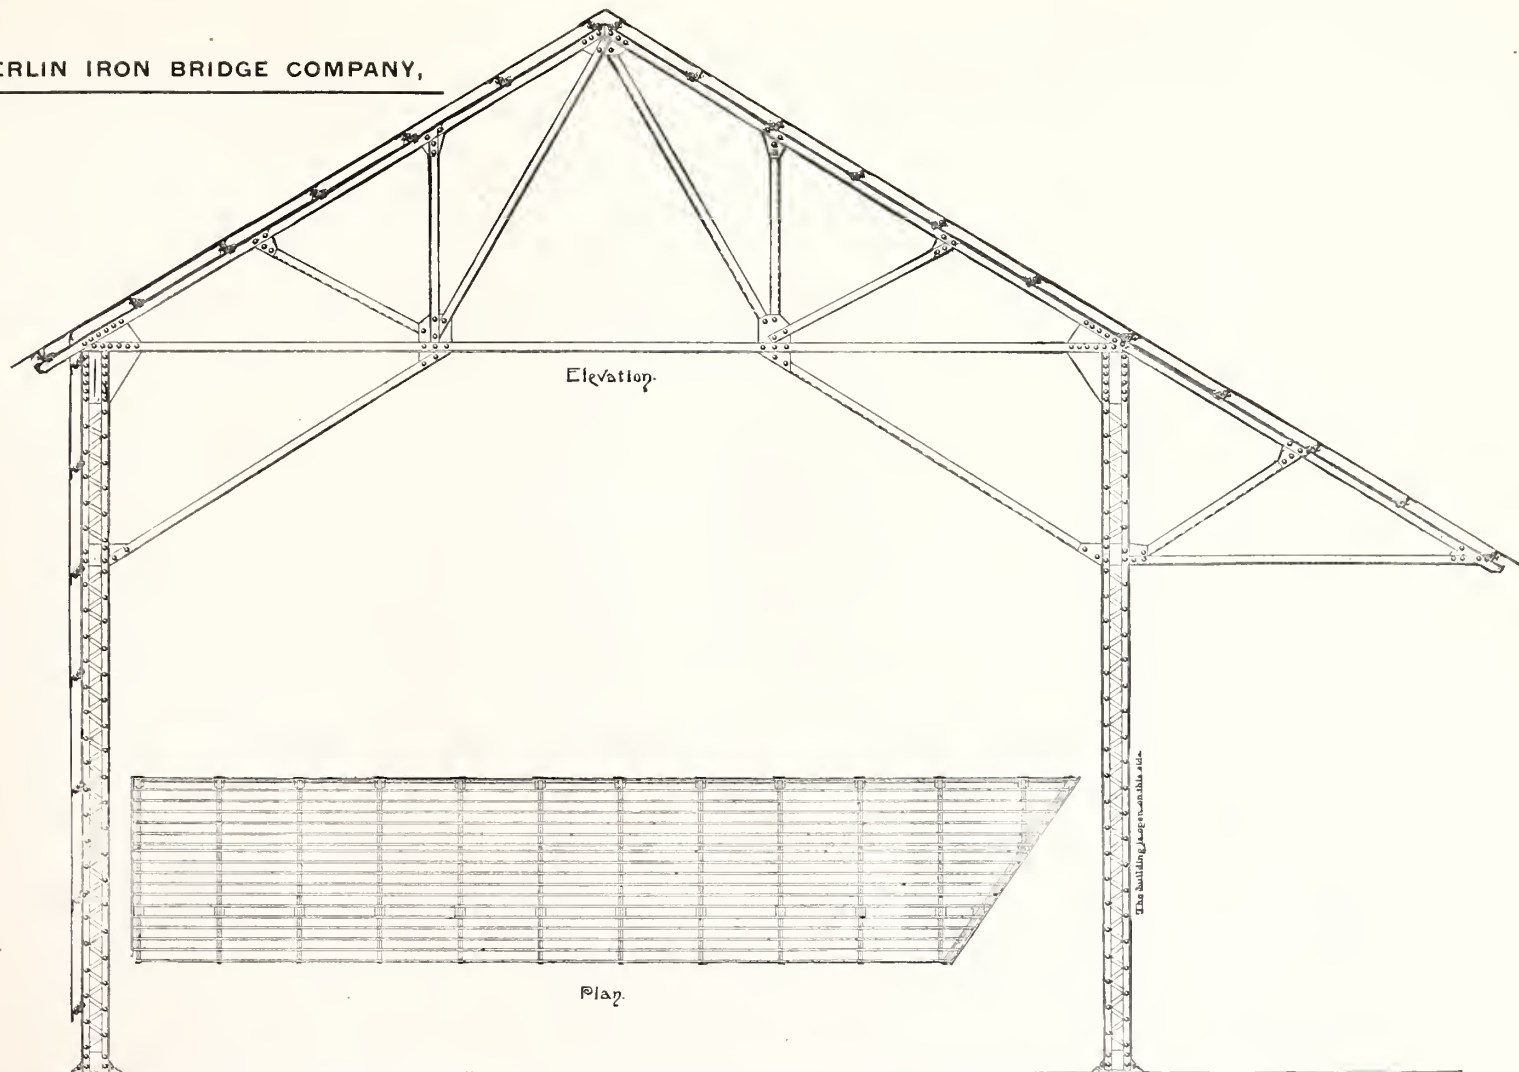 ERLIN IRON BRIDGE COMPANY,
Elevation.
The building is open on this side.
Plan.